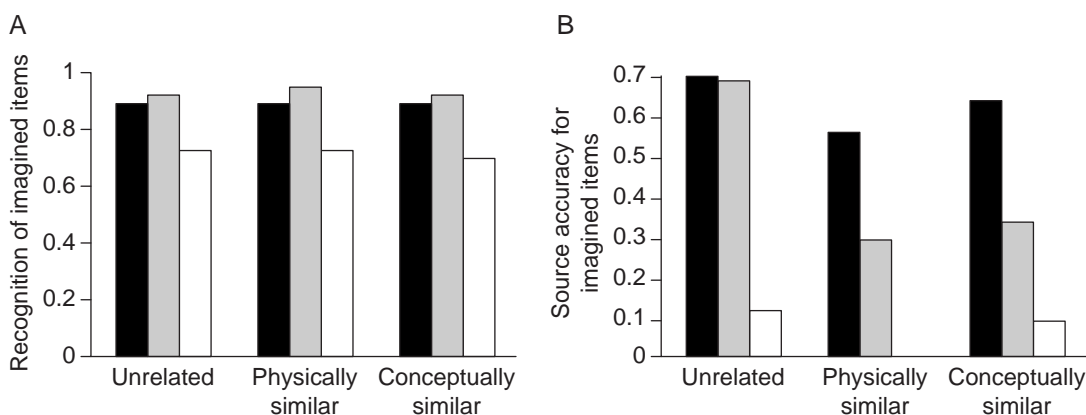 A
Recognition of imagined items
1
0.8
0.6
0.4
0.2
0
Unrelated
Physically
similar
Conceptually
similar
B
Source accuracy for
imagined items
0.7
0.6
0.5
0.4
0.3
0.2
0.1
0
Unrelated
Physically
similar
Conceptually
similar